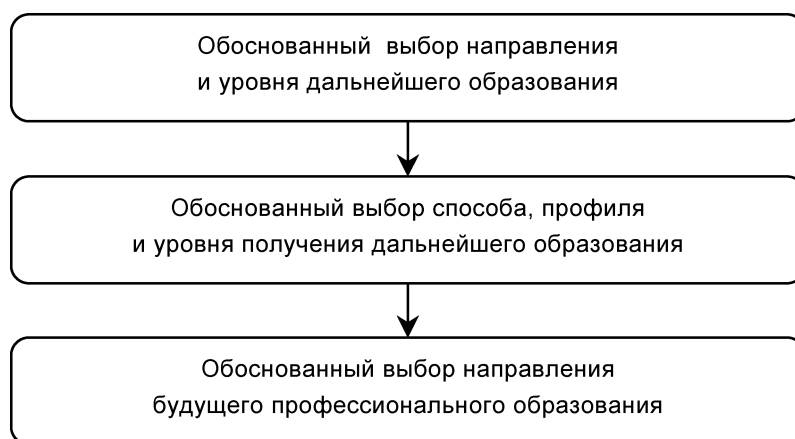 Обоснованный выбор направления
и уровня дальнейшего образования
Обоснованный выбор способа, профиля
и уровня получения дальнейшего образования
Обоснованный выбор направления
будущего профессионального образования